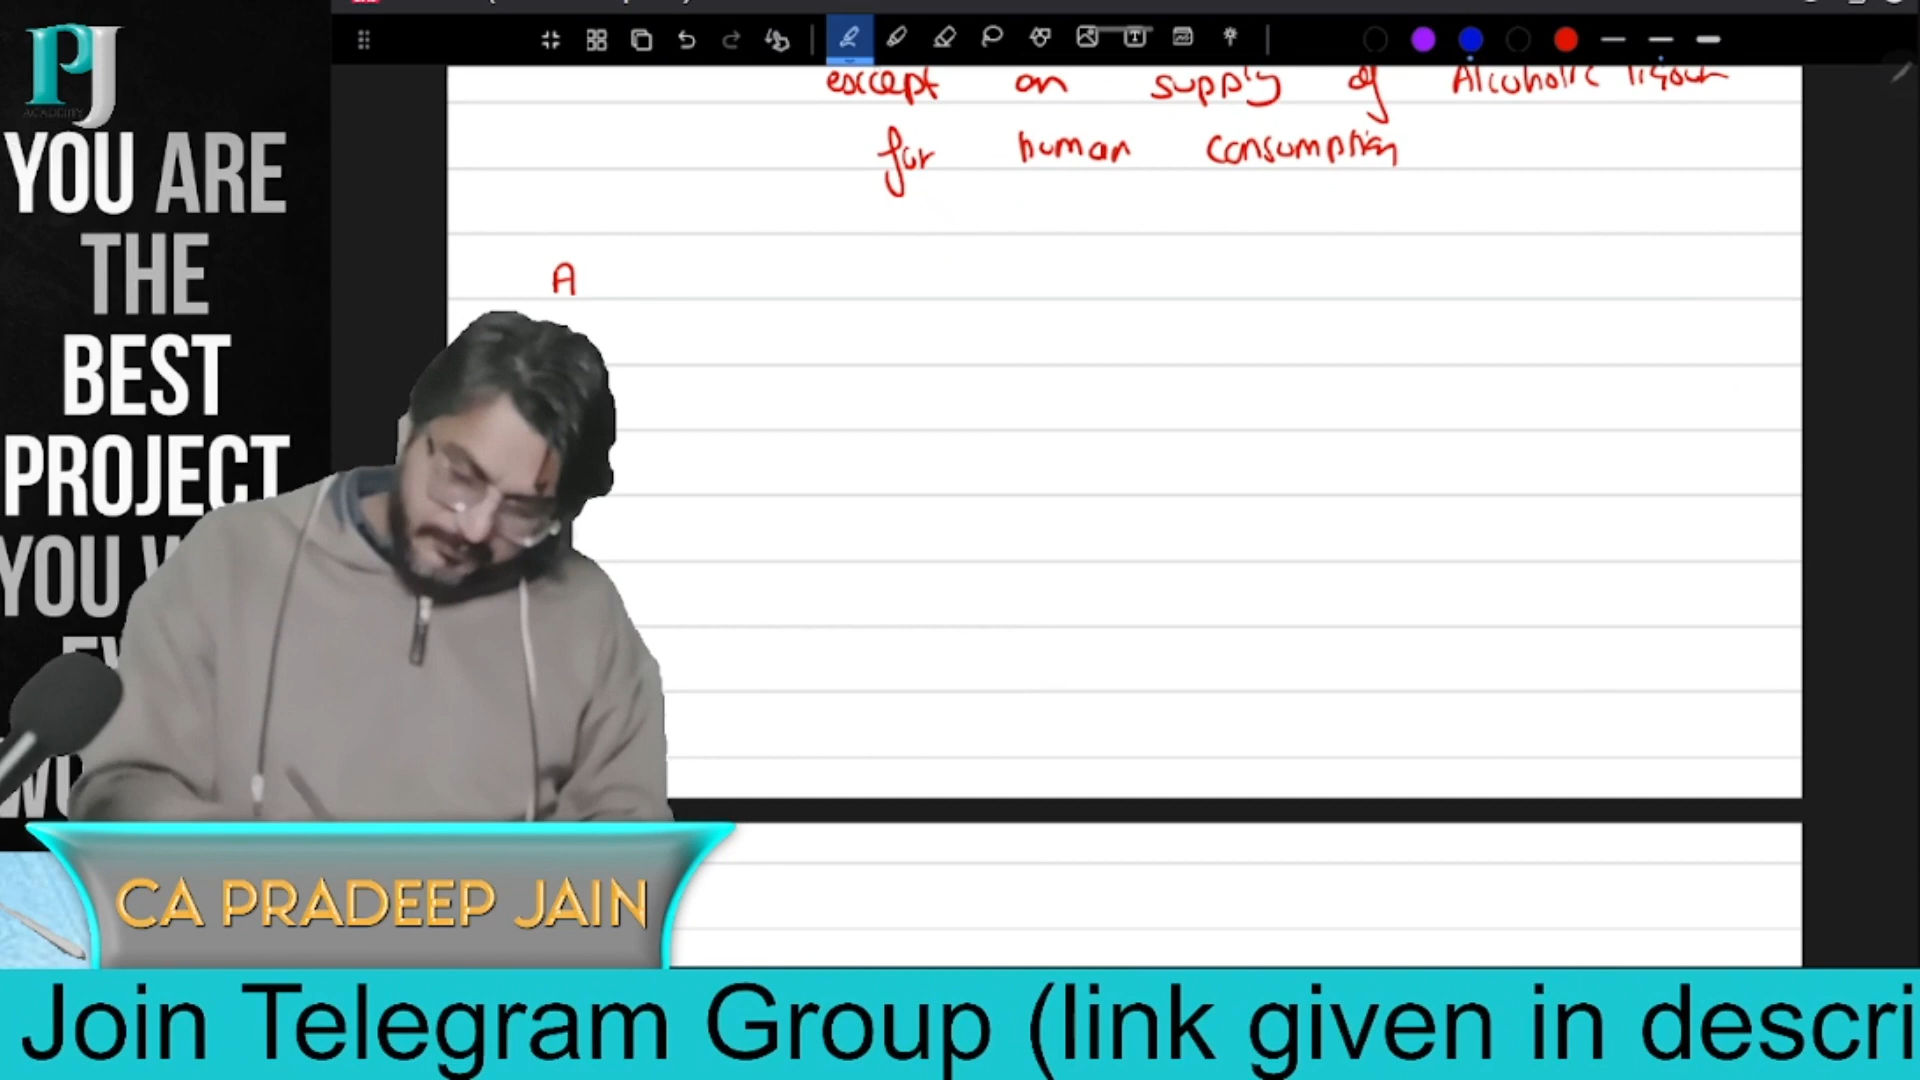 PJ
ACADEMY
YOU ARE
THE
BEST
PROJECT
YOU
except on supply of Alcoholic liquor
for human consumption
A
CA PRADEEP JAIN
Join Telegram Group (link given in descri